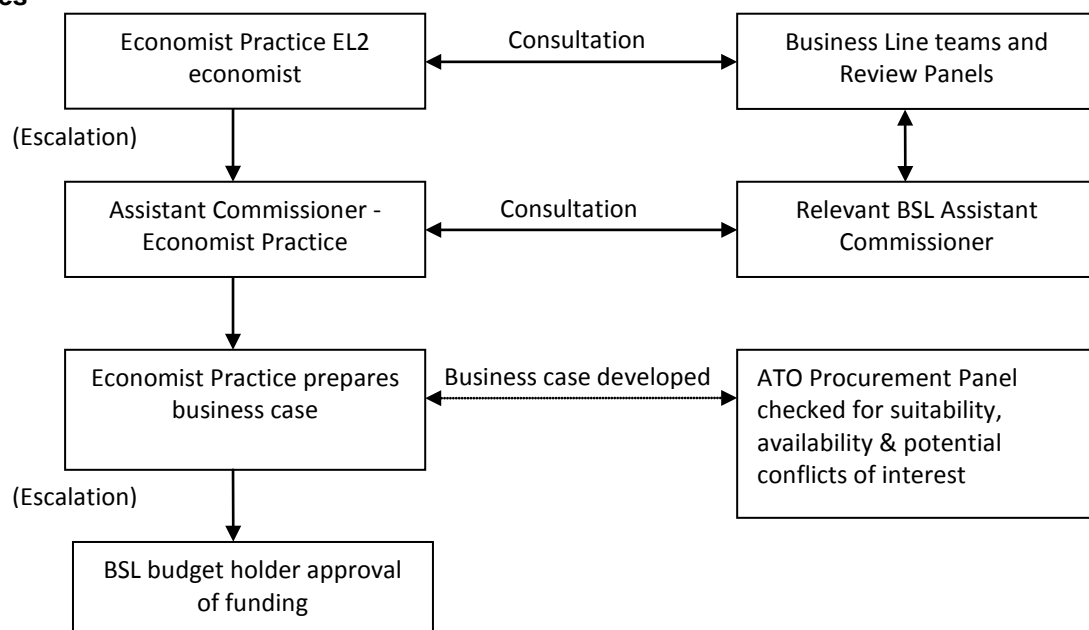 Economist Practice EL2
economist
Consultation
Business Line teams and
Review Panels
(Escalation)
Assistant Commissioner -
Economist Practice
Consultation
Relevant BSL Assistant
Commissioner
Economist Practice prepares
business case
Business case developed
ATO Procurement Panel
checked for suitability,
availability & potential
conflicts of interest
(Escalation)
BSL budget holder approval
of funding